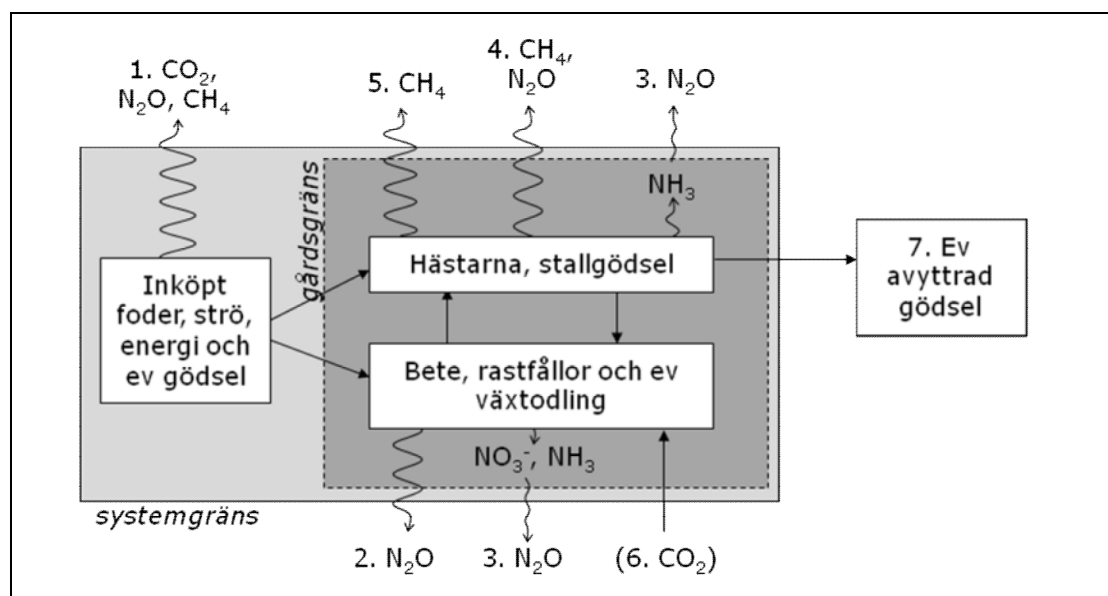 1. CO₂,
N₂O, CH₄
5. CH₄
4. CH₄,
N₂O
3. N₂O
gårdsgräns
NH₃
Inköpt
foder, strö,
energi och
ev gödsel
Hästarna, stallgödsel
7. Ev
avyttrad
gödsel
Bete, rastfållor och ev
växtodling
NO₃⁻, NH₃
systemgräns
2. N₂O
3. N₂O
(6. CO₂)